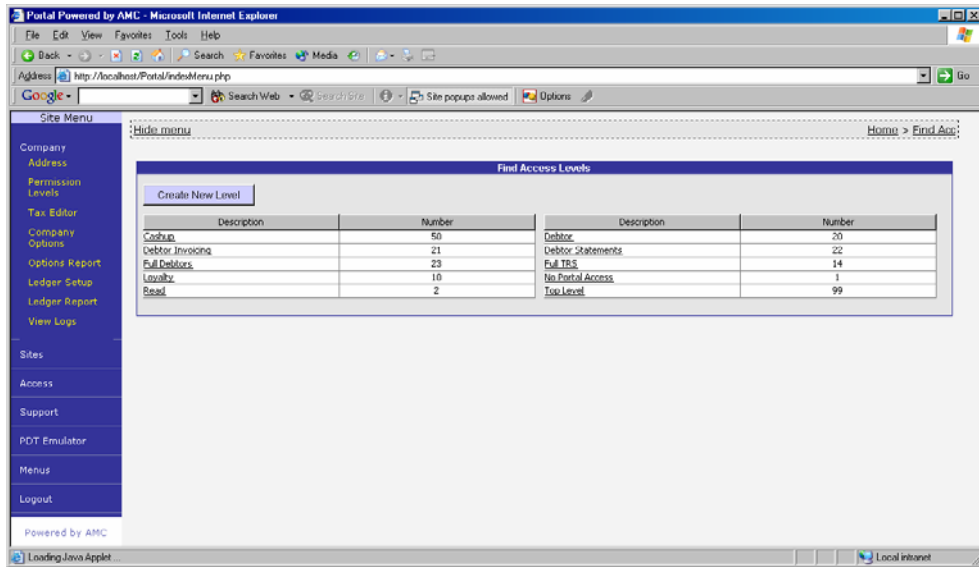 Portal Powered by AMC - Microsoft Internet Explorer
File Edit View Favorites Tools Help
Back Search Favorites Media
Address http://localhost/Portal/indexMenu.php Go
Google Search Web Search Site Site popups allowed Options
Site Menu
Hide menu Home > Find Acc
Company
Address
Permission
Levels
Tax Editor
Company
Options
Options Report
Ledger Setup
Ledger Report
View Logs
Sites
Access
Support
PDT Emulator
Menus
Logout
Powered by AMC
Find Access Levels
Create New Level
Description Number Description Number
Cashup 50 Debtor 20
Debtor Invoicing 21 Debtor Statements 22
Full Debtors 23 Full TRS 14
Loyalty 10 No Portal Access 1
Read 2 Top Level 99
Loading Java Applet ... Local intranet